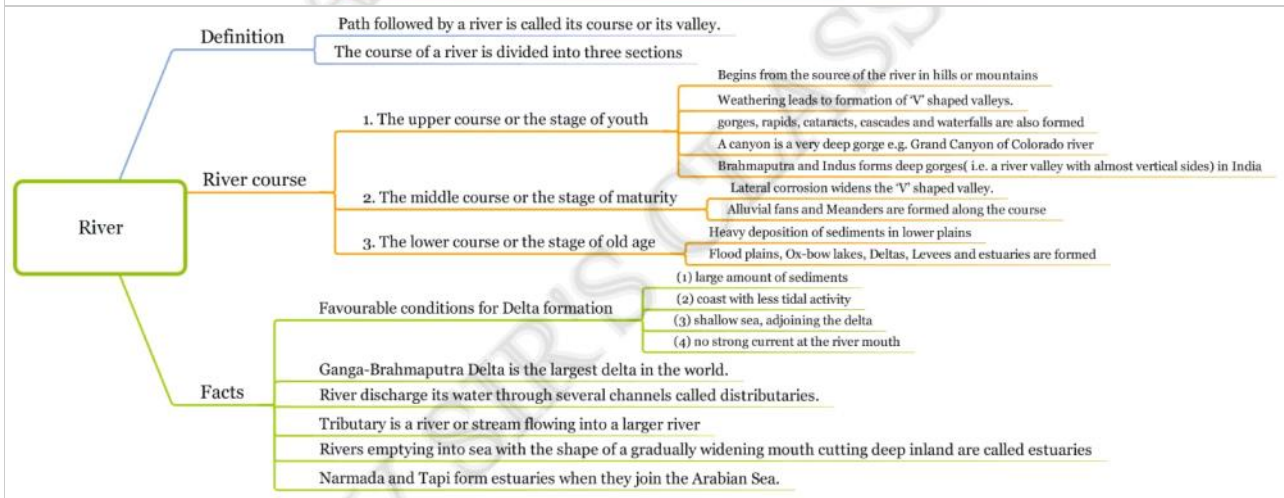 Definition
Path followed by a river is called its course or its valley.
The course of a river is divided into three sections
River
River course
1. The upper course or the stage of youth
Begins from the source of the river in hills or mountains
Weathering leads to formation of 'V' shaped valleys.
gorges, rapids, cataracts, cascades and waterfalls are also formed
A canyon is a very deep gorge e.g. Grand Canyon of Colorado river
Brahmaputra and Indus forms deep gorges( i.e. a river valley with almost vertical sides) in India
2. The middle course or the stage of maturity
Lateral corrosion widens the 'V' shaped valley.
Alluvial fans and Meanders are formed along the course
3. The lower course or the stage of old age
Heavy deposition of sediments in lower plains
Flood plains, Ox-bow lakes, Deltas, Levees and estuaries are formed
Facts
Favourable conditions for Delta formation
(1) large amount of sediments
(2) coast with less tidal activity
(3) shallow sea, adjoining the delta
(4) no strong current at the river mouth
Ganga-Brahmaputra Delta is the largest delta in the world.
River discharge its water through several channels called distributaries.
Tributary is a river or stream flowing into a larger river
Rivers emptying into sea with the shape of a gradually widening mouth cutting deep inland are called estuaries
Narmada and Tapi form estuaries when they join the Arabian Sea.
SIR'S CLASS